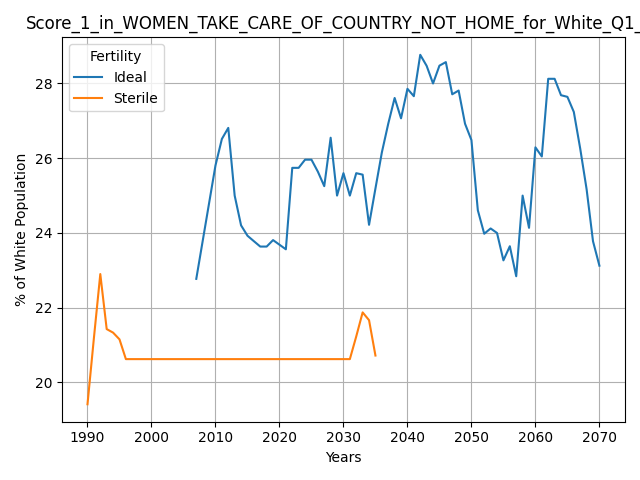 Score_1_in_WOMEN_TAKE_CARE_OF_COUNTRY_NOT_HOME_for_White_Q1_
Fertility
Ideal
Sterile
% of White Population
28
26
24
22
20
1990 2000 2010 2020 2030 2040 2050 2060 2070
Years